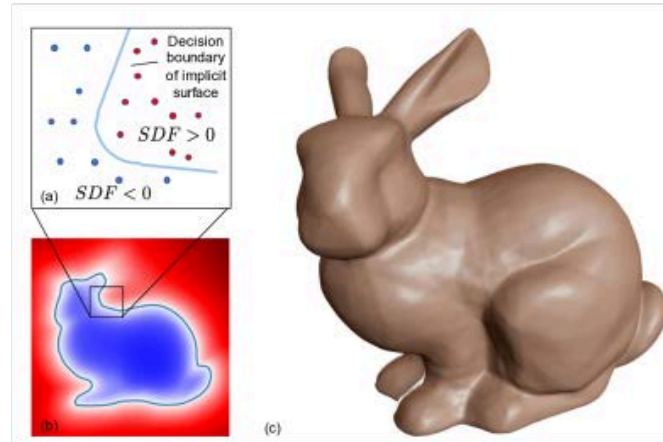 Decision
boundary
of implicit
surface
SDF > 0
(a)
SDF < 0
(b)
(c)